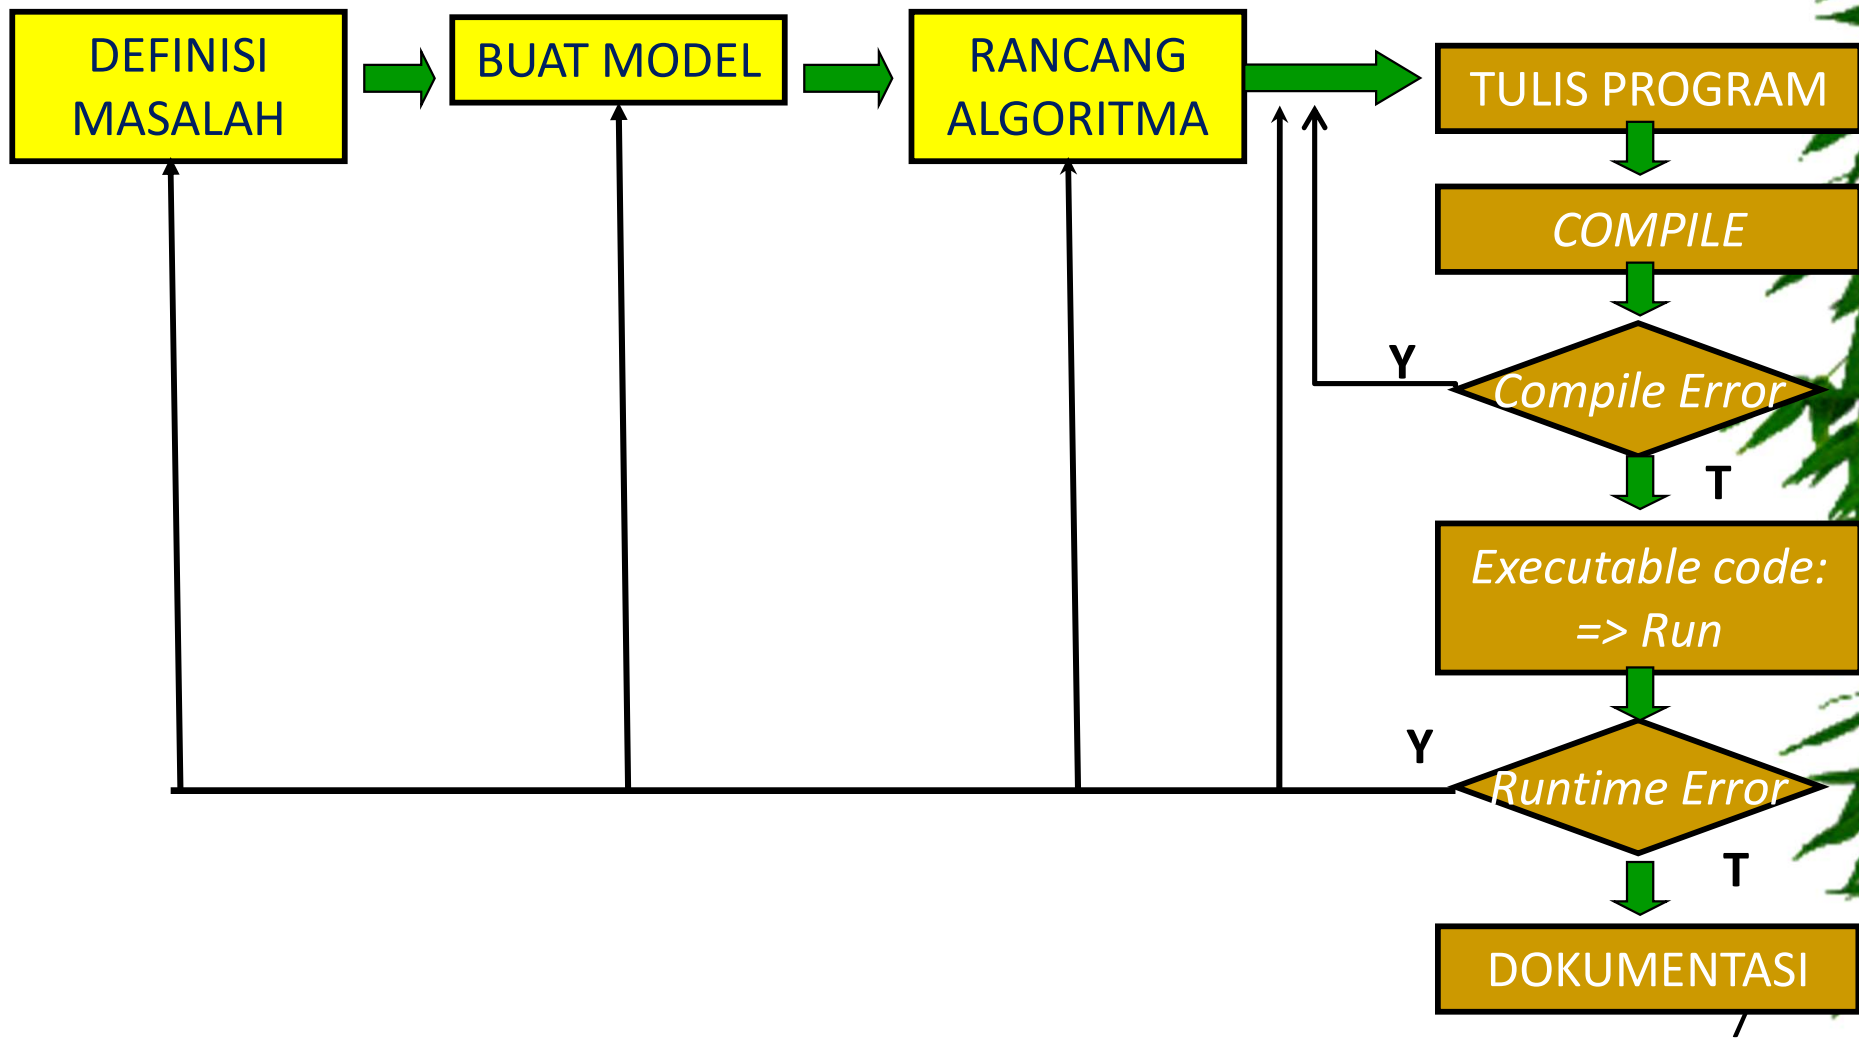 DEFINISI
MASALAH
BUAT MODEL
RANCANG
ALGORITMA
TULIS PROGRAM
COMPILE
Compile Error
Y
T
Executable code:
=> Run
Runtime Error
Y
T
DOKUMENTASI